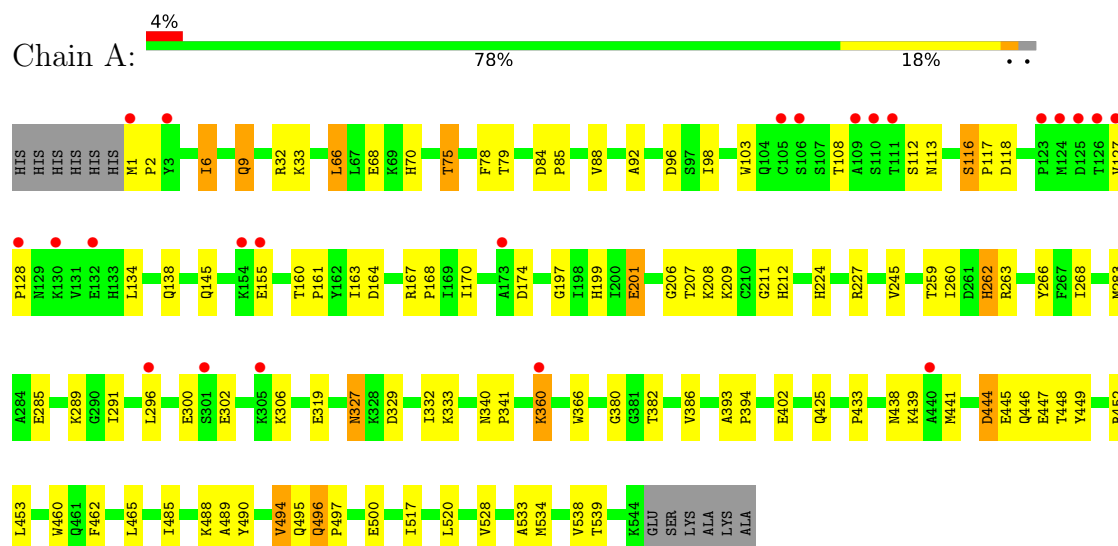 4%
Chain A:
78% 18% • •
HIS HIS HIS HIS HIS HIS M1 P2 Y3 I6 Q9 R32 K33 L66 L67 E68 K69 H70 T75 F78 T79 D84 P85 V88 A92 D96 S97 I98 W103 Q104 C105 S106 S107 T108 A109 S110 T111 S112 N113 S116 P117 D118 P123 M124 D125 T126 V127
P128 N129 K130 V131 E132 H133 L134 Q138 Q145 K154 E155 T160 P161 Y162 I163 D164 R167 P168 I169 I170 A173 D174 G197 I198 H199 I200 E201 G206 T207 K208 K209 C210 G211 H212 H224 R227 V245 T259 I260 D261 H262 R263 Y266 F267 I268 M283
A284 E285 K289 G290 I291 L296 E300 S301 E302 K305 K306 E319 N327 K328 D329 I332 K333 N340 P341 K360 W366 G380 G381 T382 V386 A393 P394 E402 Q425 P433 N438 K439 A440 M441 D444 E445 Q446 E447 T448 Y449 R452
L453 W460 Q461 F462 L465 I485 K488 A489 Y490 V494 Q495 Q496 P497 E500 I517 L520 V528 A533 M534 V538 T539 K544 GLU SER LYS ALA LYS ALA